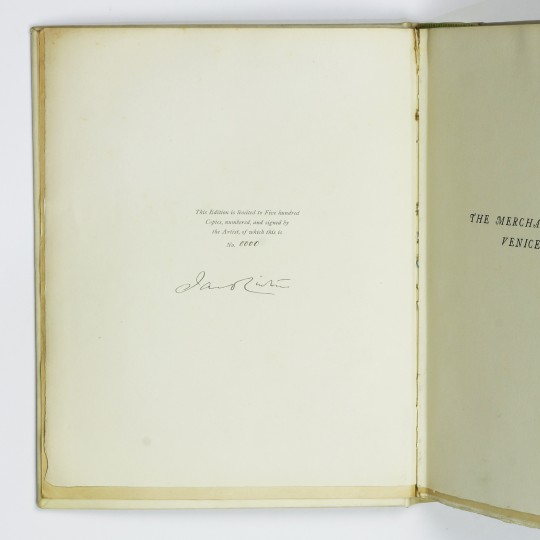 This Edition is limited to Five hundred
Copies, numbered, and signed by
the Artist, of which this is
No. 0000
THE MERCHA
VENICE